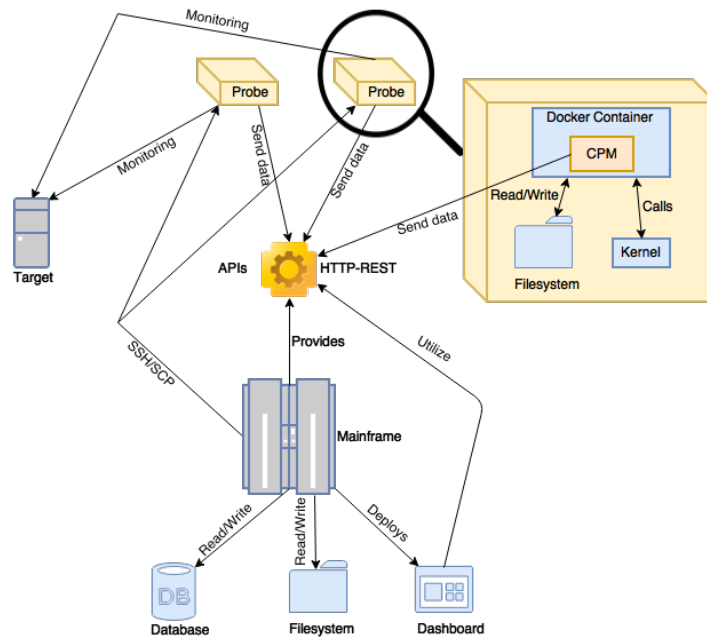 Monitoring
Probe
Probe
Docker Container
CPM
Monitoring
Send data
Send data
Read/Write
Calls
Send data
Target
APIs
HTTP-REST
Filesystem
Kernel
Provides
Utilize
SSH/SCP
Mainframe
Read/Write
Read/Write
Deploys
DB
Database
Filesystem
Dashboard